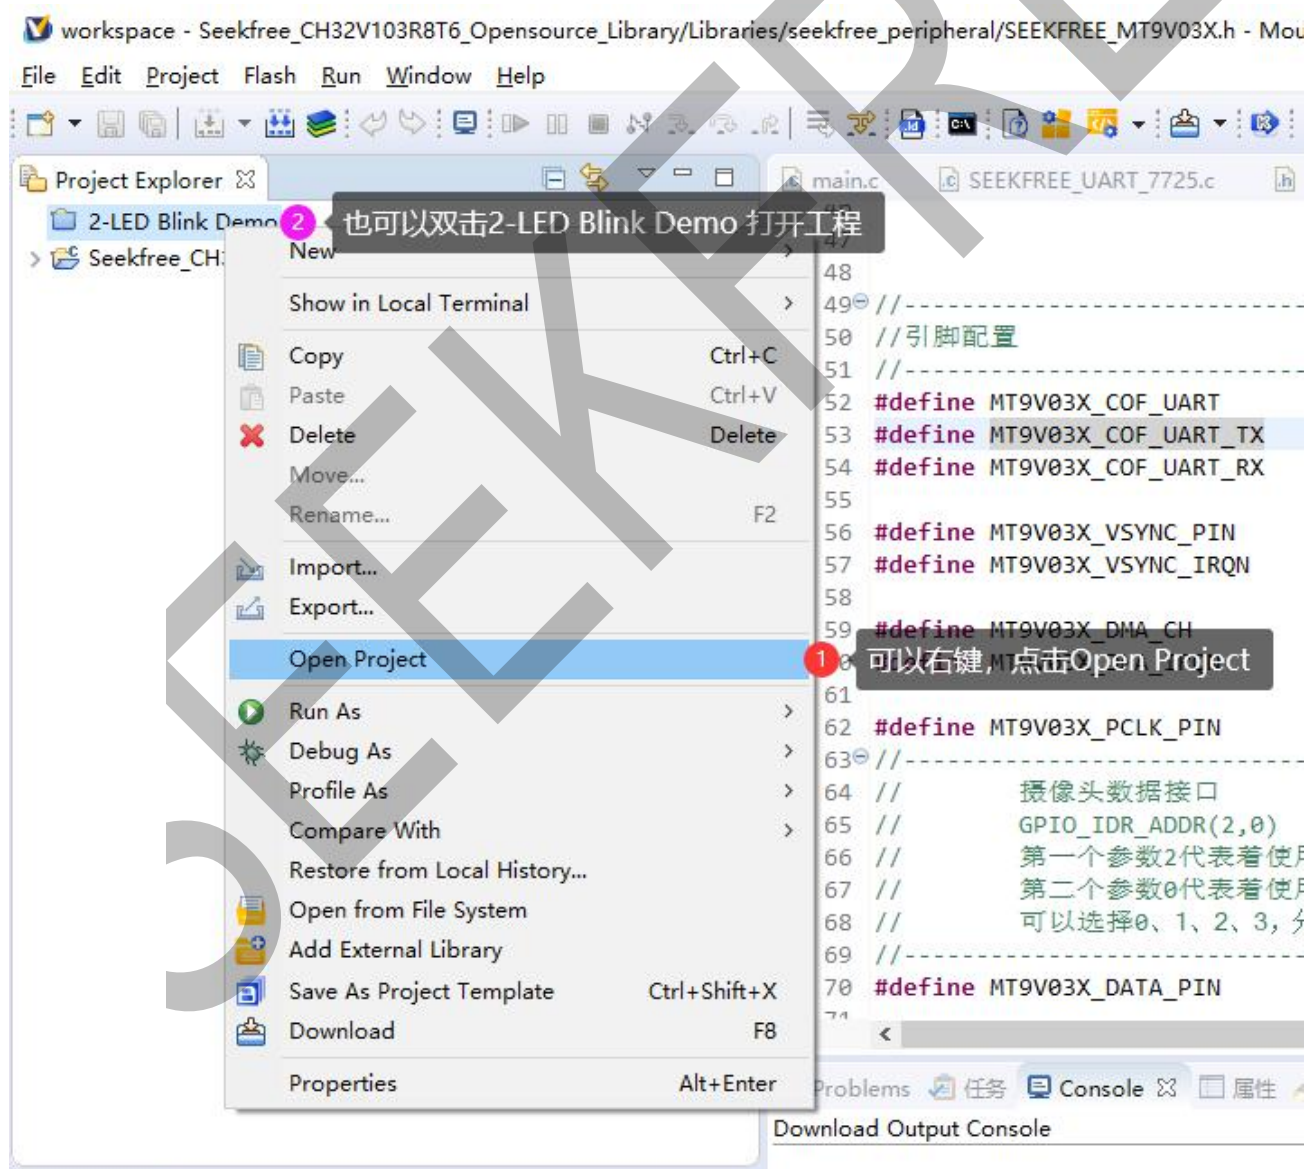 workspace - Seekfree_CH32V103R8T6_Opensource_Library/Libraries/seekfree_peripheral/SEEKFREE_MT9V03X.h - Mou
File Edit Project Flash Run Window Help
Project Explorer
main.c
SEEKFREE_UART_7725.c
2-LED Blink Demo
2 也可以双击2-LED Blink Demo 打开工程
Seekfree_CH
New
Show in Local Terminal
Copy Ctrl+C
Paste Ctrl+V
Delete Delete
Move...
Rename... F2
Import...
Export...
Open Project
1 可以右键，点击Open Project
Run As
Debug As
Profile As
Compare With
Restore from Local History...
Open from File System
Add External Library
Save As Project Template Ctrl+Shift+X
Download F8
Properties Alt+Enter
47
48
49 //----------------------------
50 //引脚配置
51 //----------------------------
52 #define MT9V03X_COF_UART
53 #define MT9V03X_COF_UART_TX
54 #define MT9V03X_COF_UART_RX
55
56 #define MT9V03X_VSYNC_PIN
57 #define MT9V03X_VSYNC_IRQN
58
59 #define MT9V03X_DMA_CH
61
62 #define MT9V03X_PCLK_PIN
63 //----------------------------
64 // 摄像头数据接口
65 // GPIO_IDR_ADDR(2,0)
66 // 第一个参数2代表着使用
67 // 第二个参数0代表着使用
68 // 可以选择0、1、2、3，分
69 //----------------------------
70 #define MT9V03X_DATA_PIN
71
Problems 任务 Console 属性
Download Output Console
SEEKFRE